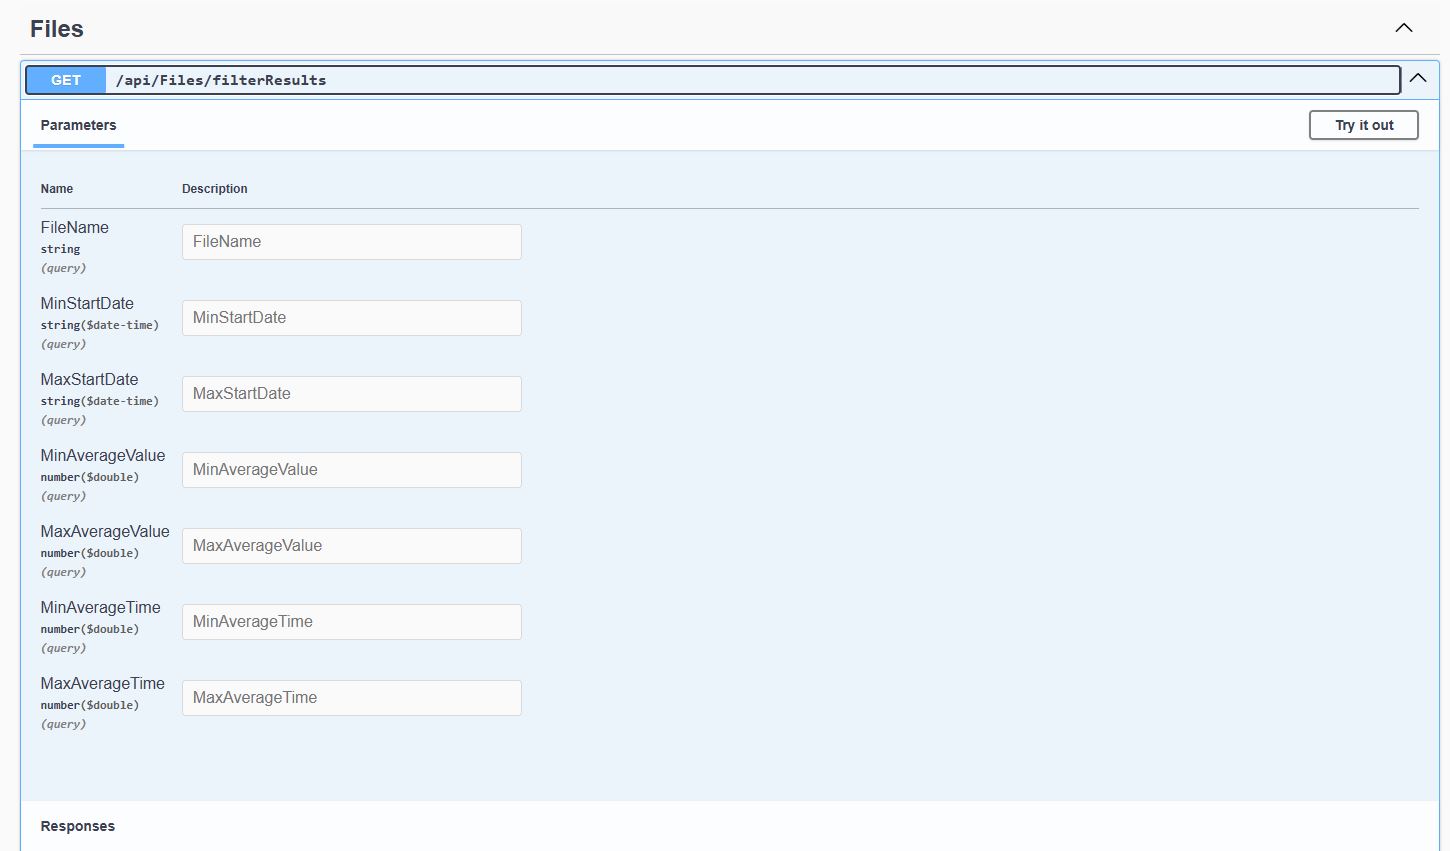 Files
GET /api/Files/filterResults
Parameters
Try it out
Name Description
FileName
string
(query)
FileName
MinStartDate
string($date-time)
(query)
MinStartDate
MaxStartDate
string($date-time)
(query)
MaxStartDate
MinAverageValue
number($double)
(query)
MinAverageValue
MaxAverageValue
number($double)
(query)
MaxAverageValue
MinAverageTime
number($double)
(query)
MinAverageTime
MaxAverageTime
number($double)
(query)
MaxAverageTime
Responses